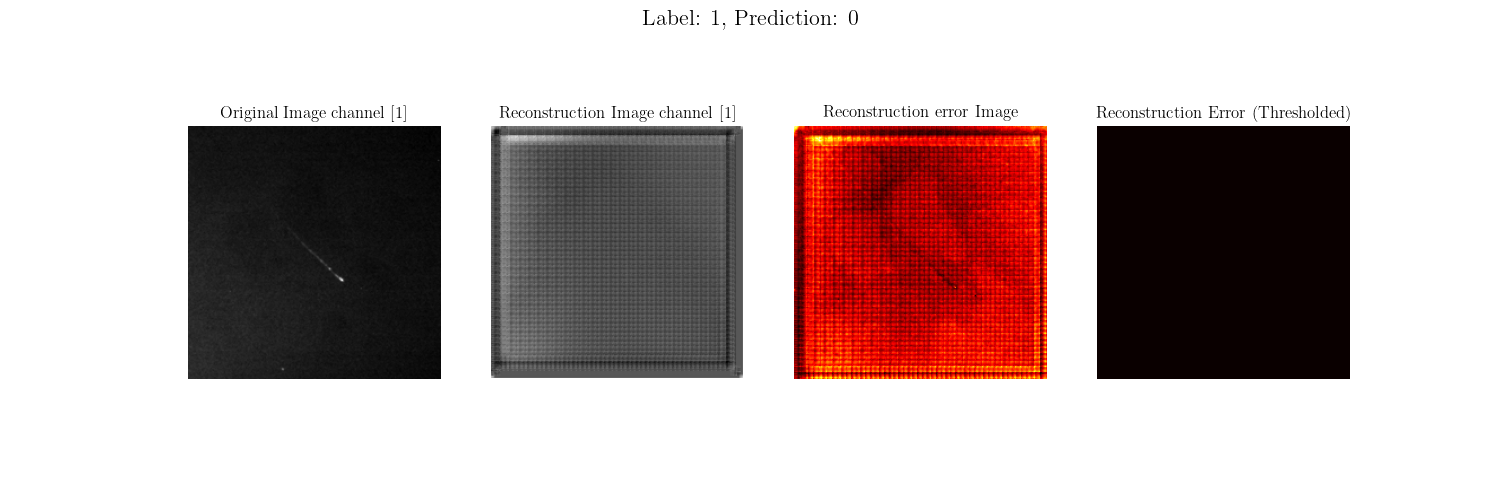 Label: 1, Prediction: 0
Original Image channel [1]
Reconstruction Image channel [1]
Reconstruction error Image
Reconstruction Error (Thresholded)